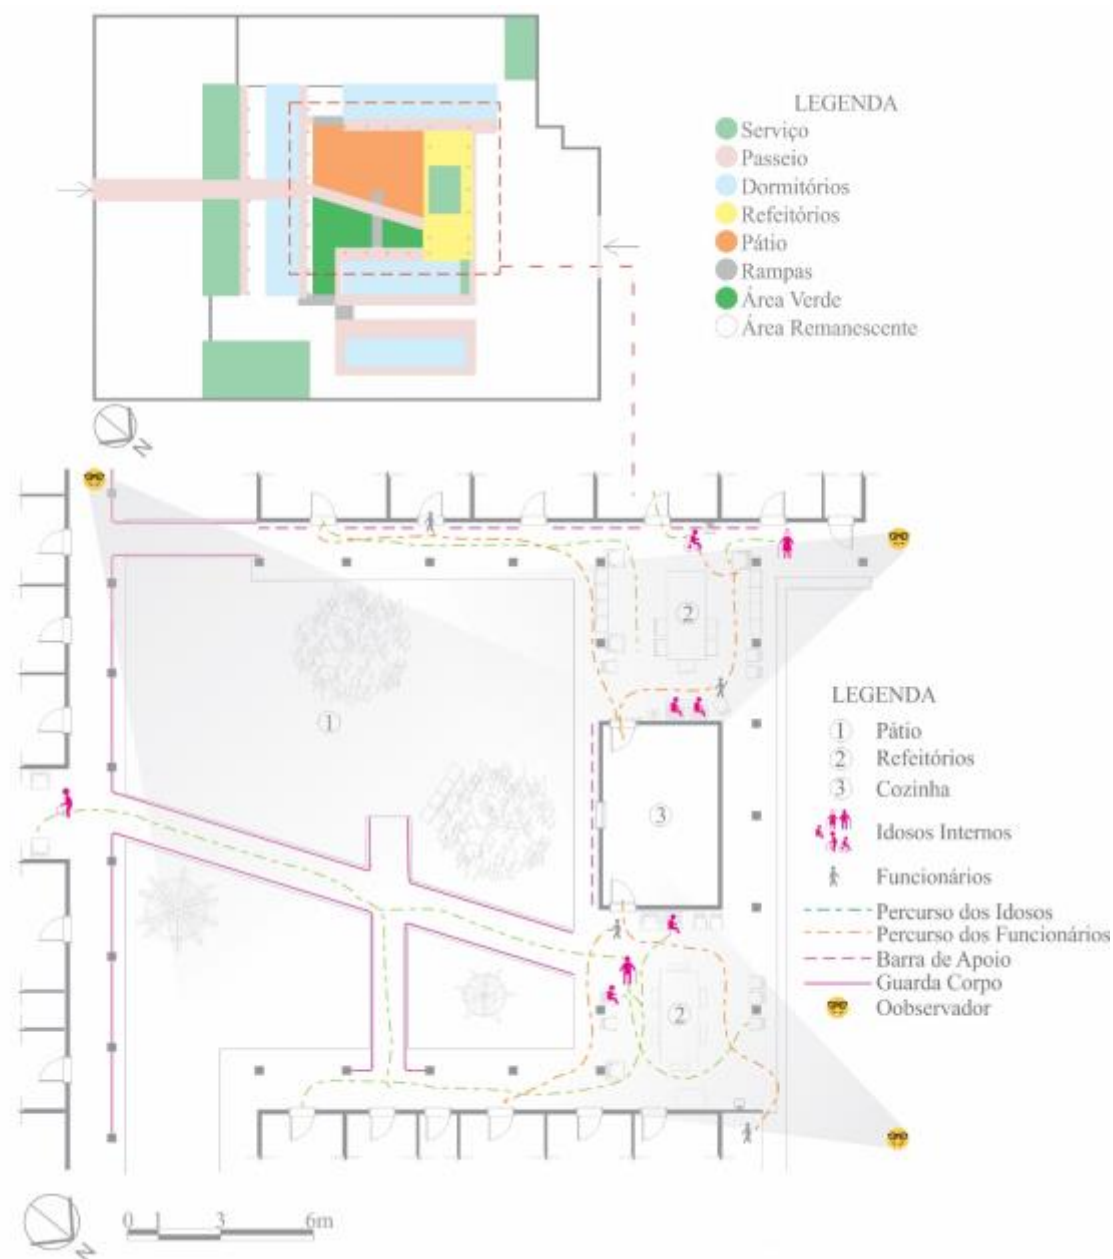 LEGENDA
Serviço
Passeio
Dormitórios
Refeitórios
Pátio
Rampas
Área Verde
Área Remanescente
N
2
1
LEGENDA
1 Pátio
2 Refeitórios
3 Cozinha
Idosos Internos
Funcionários
Percurso dos Idosos
Percurso dos Funcionários
Barra de Apoio
Guarda Corpo
Oobservador
3
2
0 1 3 6m
N